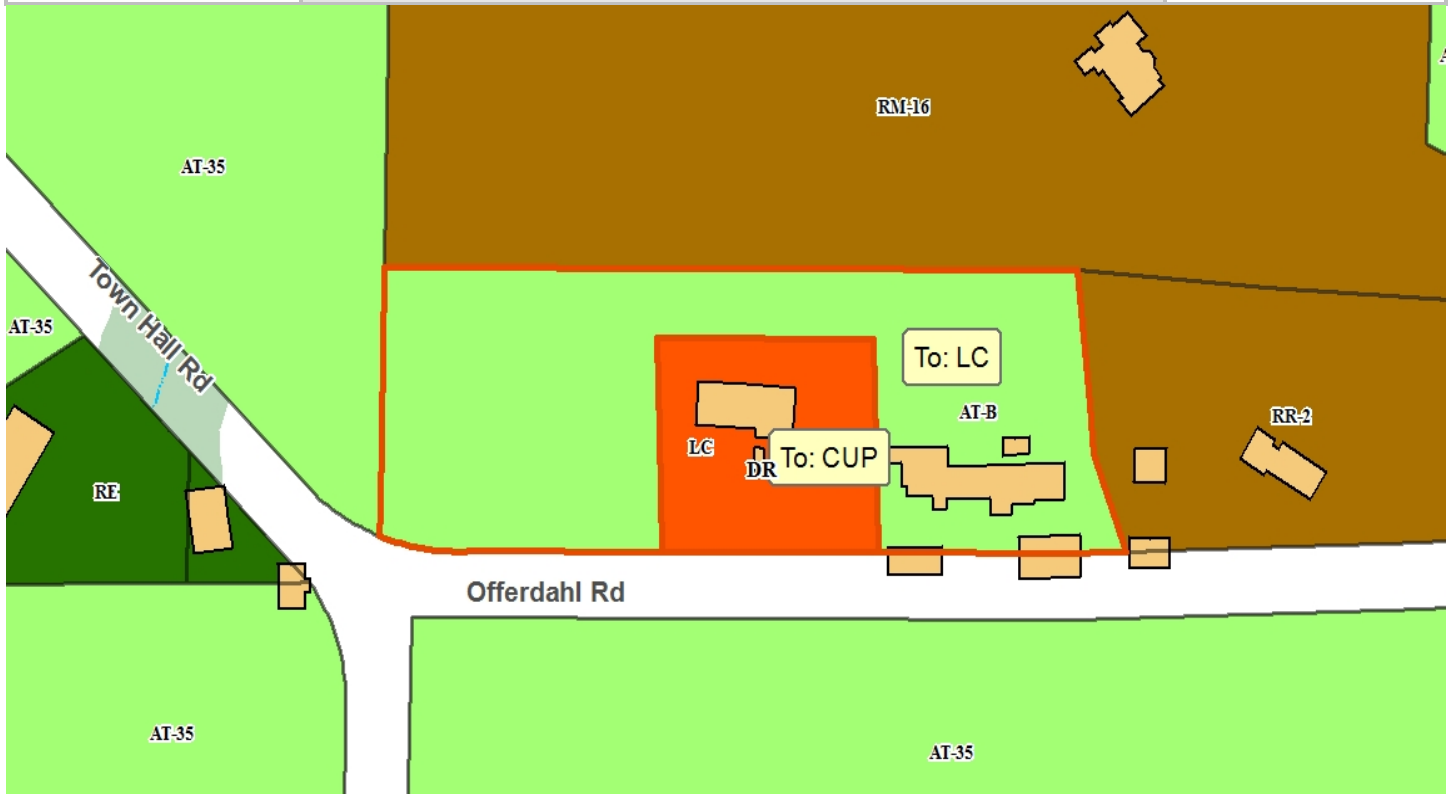 RM-16
AT-35
Town Hall Rd
AT-35
To: LC
AT-B
RR-2
LC
To: CUP
DR
RE
Offerdahl Rd
AT-35
AT-35